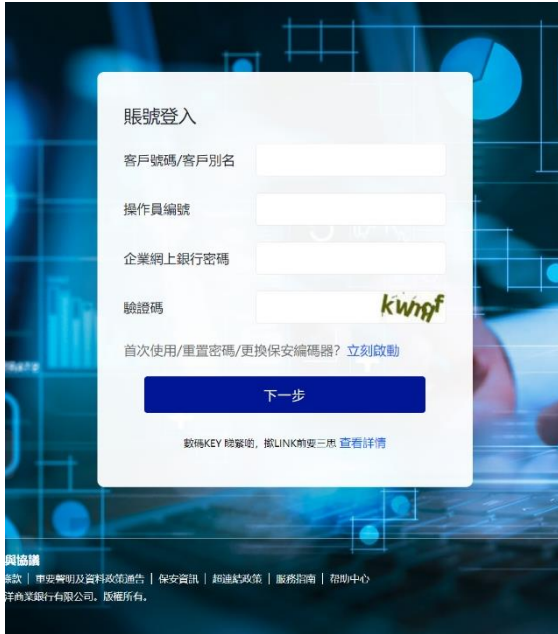 賬號登入
客戶號碼/客戶別名
操作員編號
企業網上銀行密碼
驗證碼
首次使用/重置密碼/更換保安編碼器? 立刻啟動
下一步
數碼KEY 睇緊啲, 撳LINK前要三思 查看詳情
與協議
條款 | 重要聲明及資料政策通告 | 保安資訊 | 超連結政策 | 服務指南 | 帮助中心
洋商業銀行有限公司。版權所有。